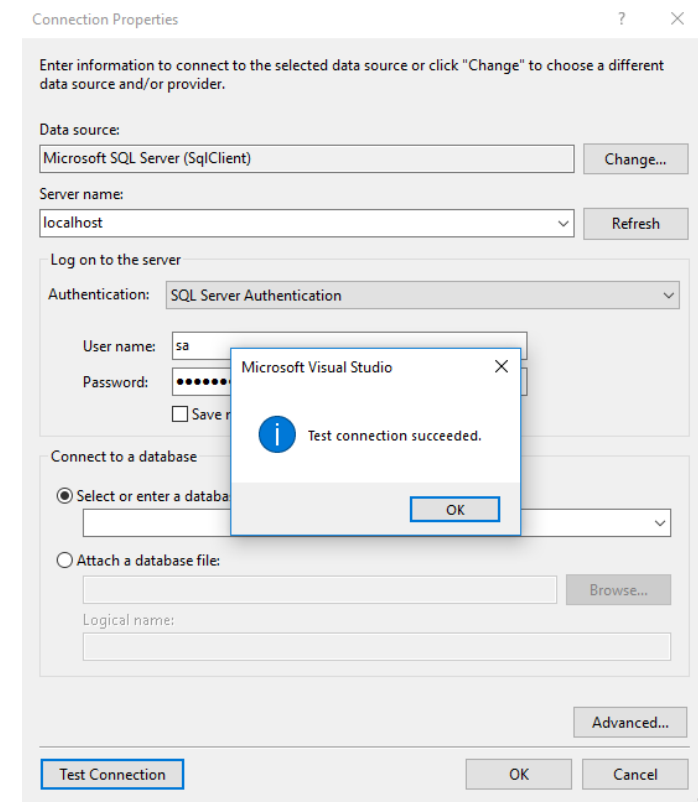 Connection Properties
?
Enter information to connect to the selected data source or click "Change" to choose a different
data source and/or provider.
Data source:
Microsoft SQL Server (SqlClient)
Change...
Server name:
localhost
Refresh
Log on to the server
Authentication:
SQL Server Authentication
User name:
sa
Password:
Save
Microsoft Visual Studio
Test connection succeeded.
OK
Connect to a database
Select or enter a
Attach a database file:
Browse...
Logical name:
Advanced...
Test Connection
OK
Cancel